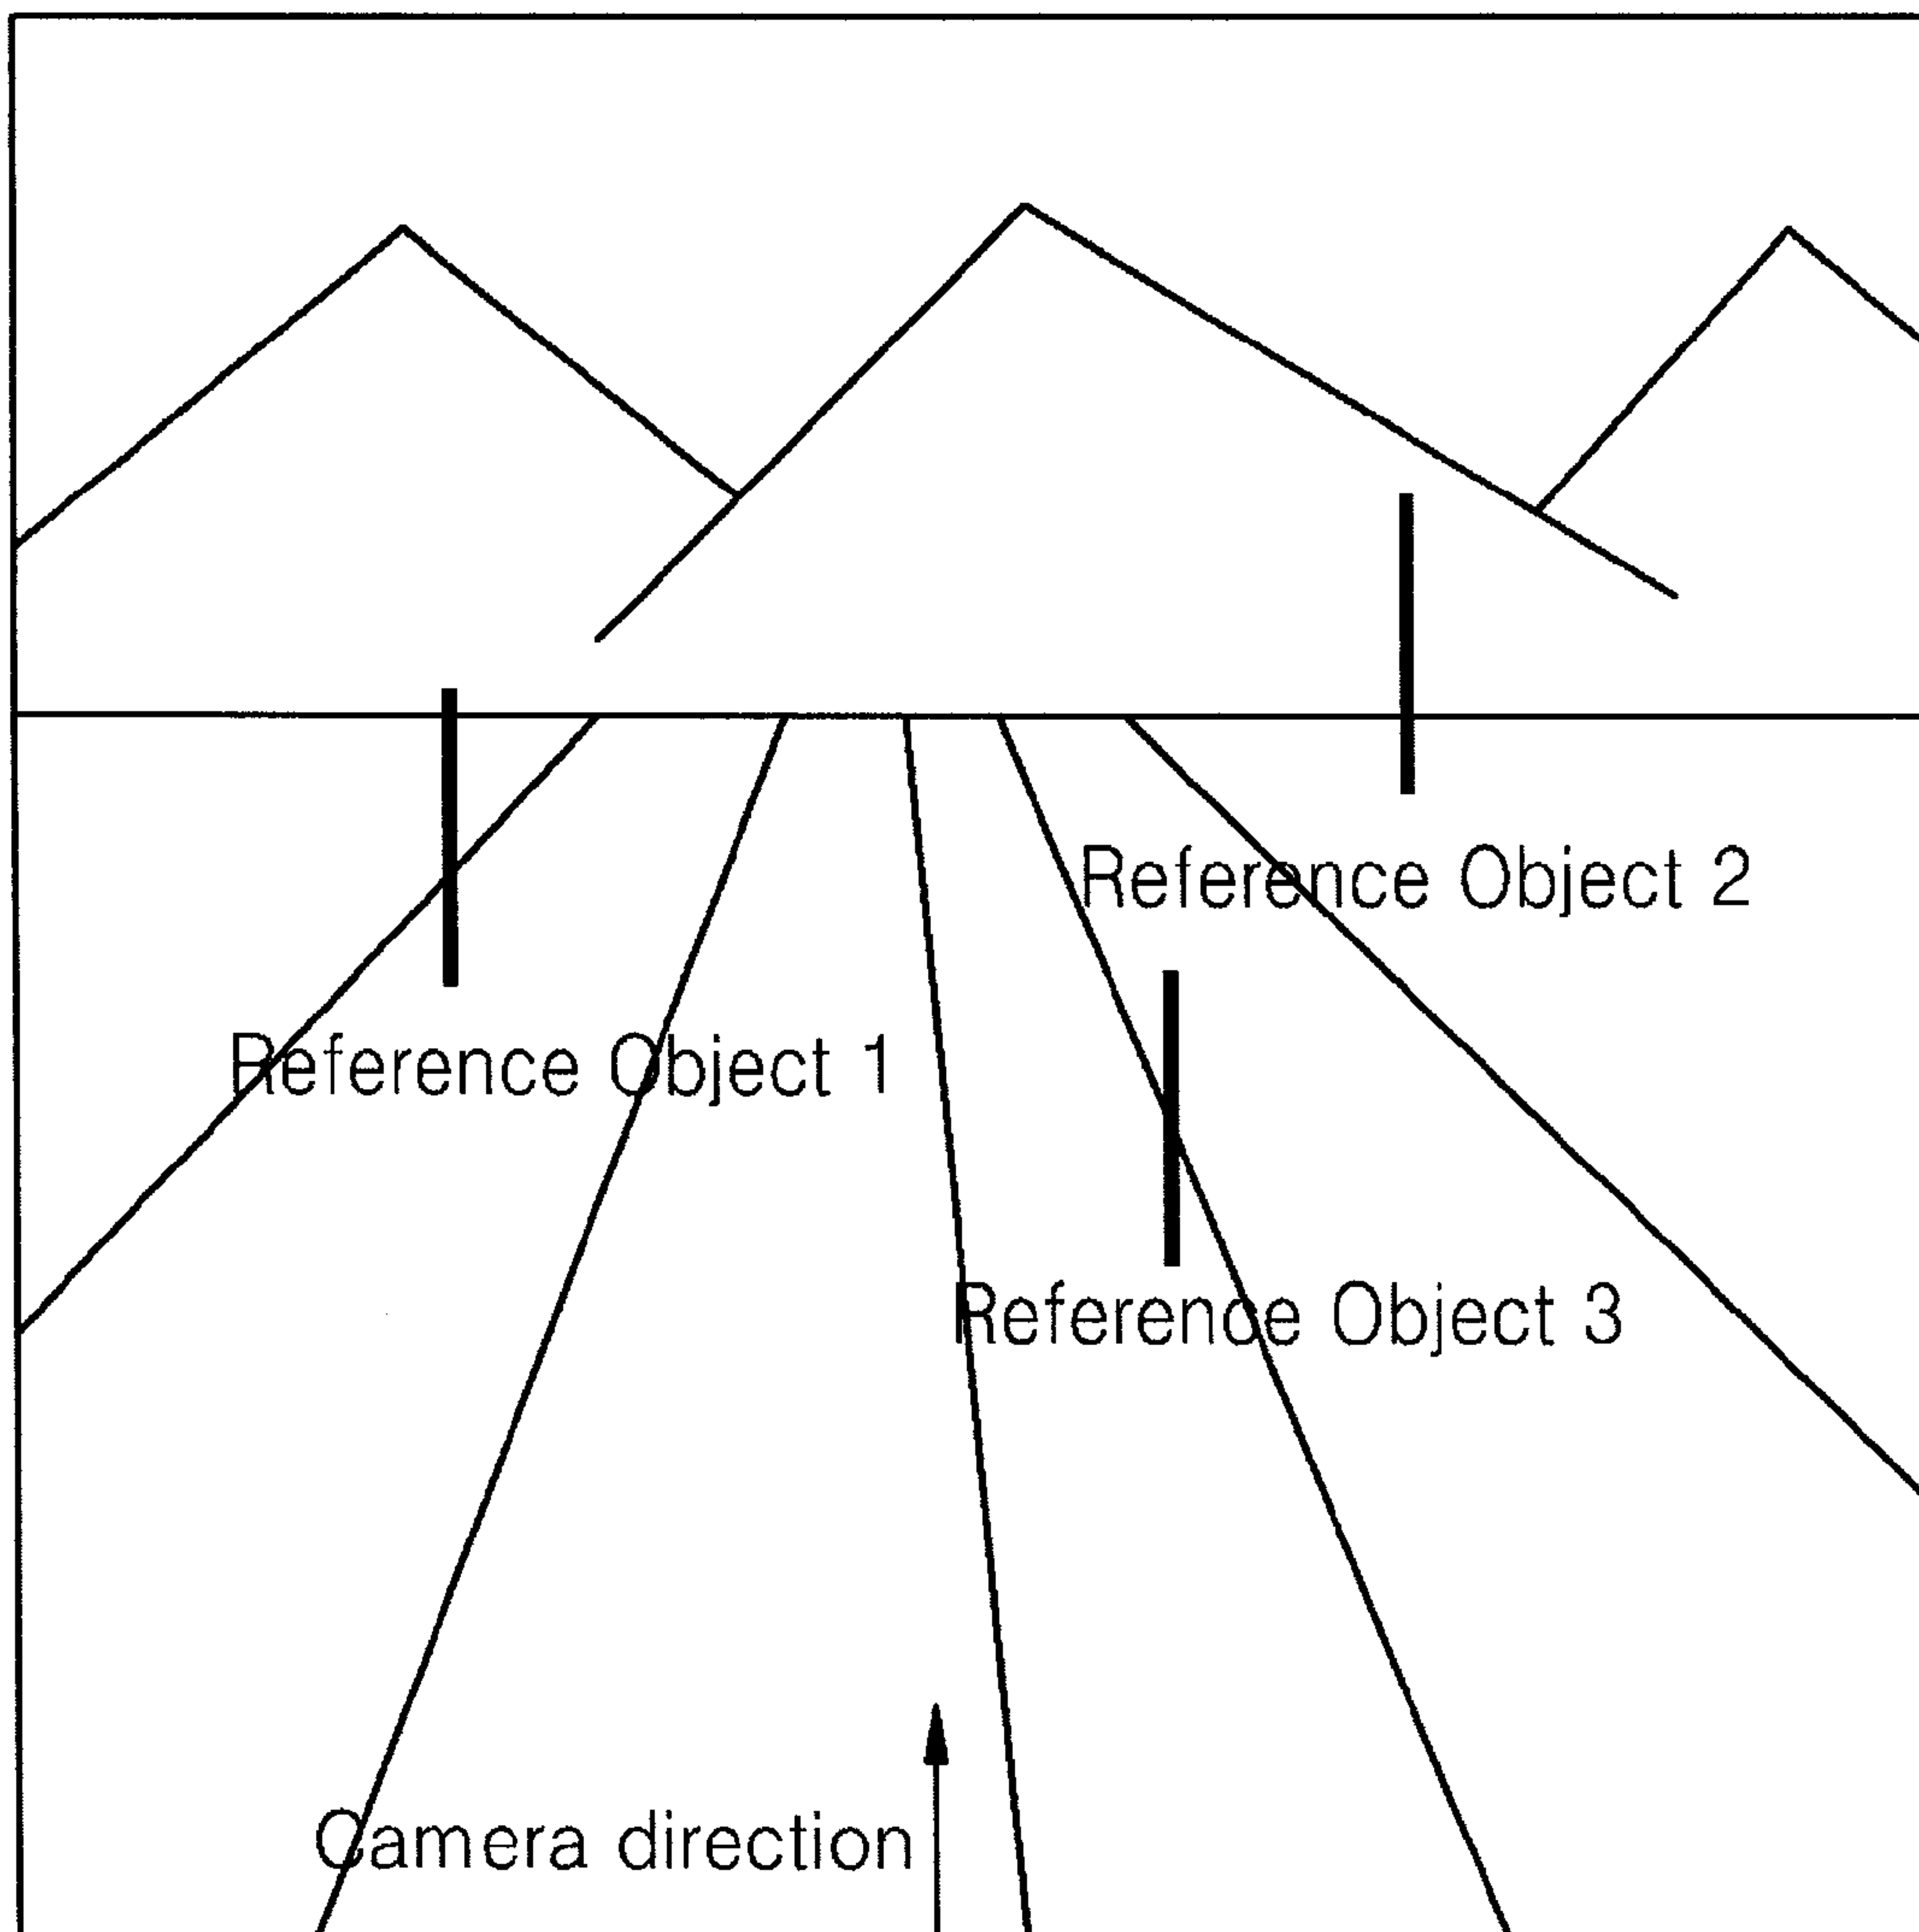 Reference Object 2
Reference Object 1
Reference Object 3
Camera direction